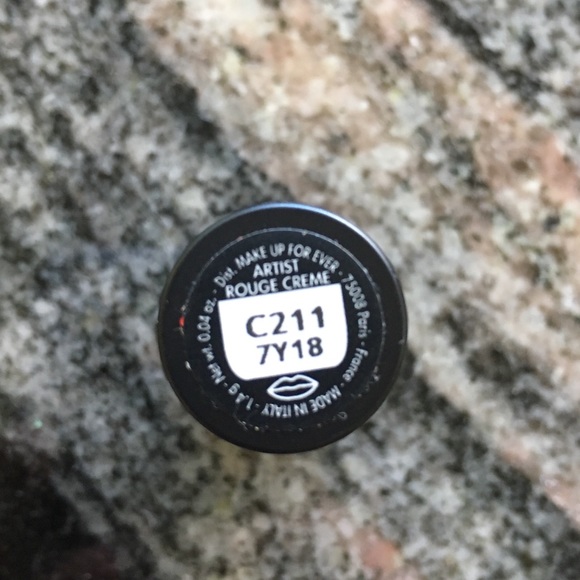 Dist. MAKE UP FOR EVER · 75008 Paris · France · MADE IN ITALY · 1,4 g · Net wt. 0.04 oz. ·
ARTIST
ROUGE CREME
C211
7Y18